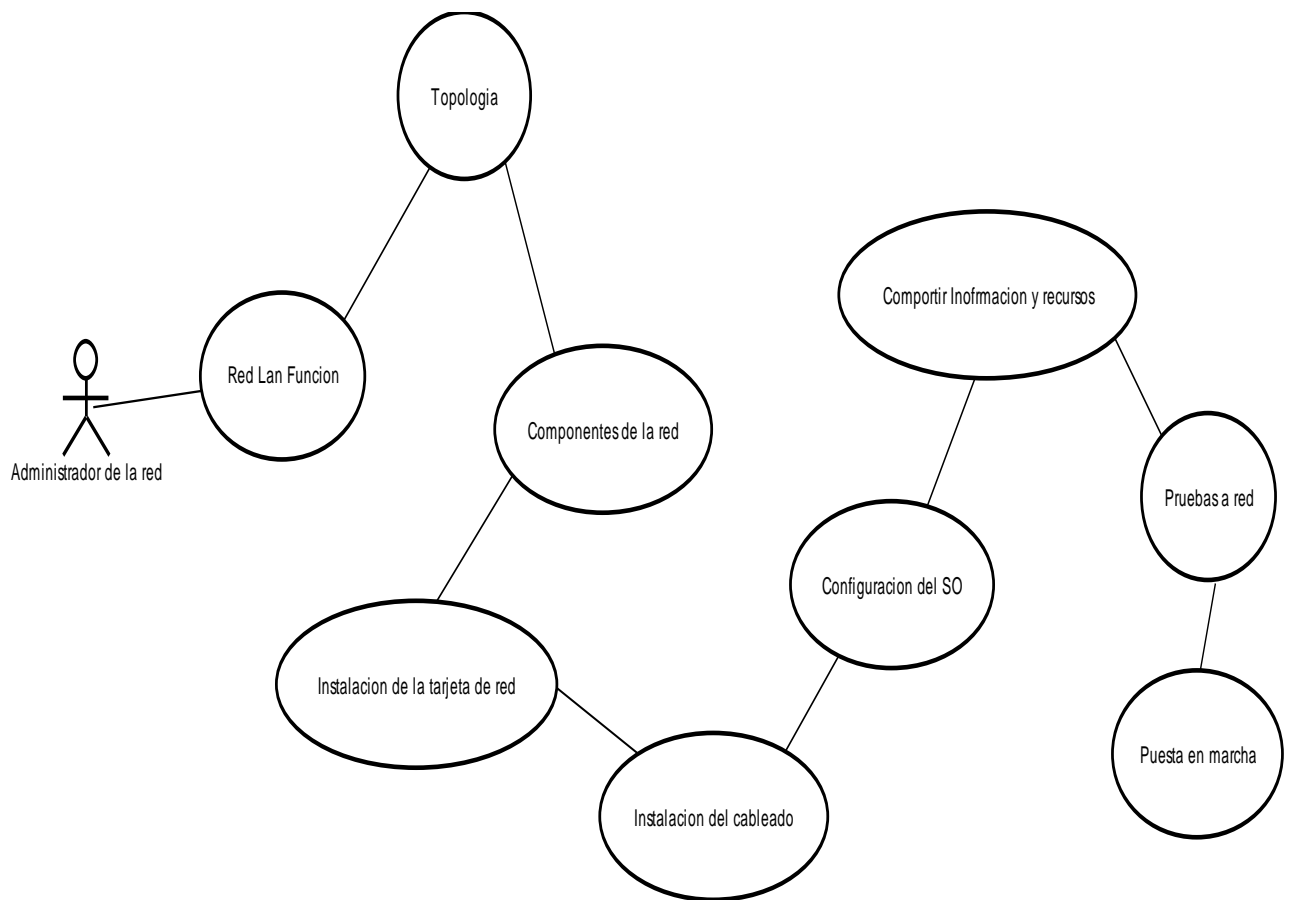 Topologia
Comportir Inofrmacion y recursos
Red Lan Funcion
Componentes de la red
Administrador de la red
Pruebas a red
Configuracion del SO
Instalacion de la tarjeta de red
Puesta en marcha
Instalacion del cableado